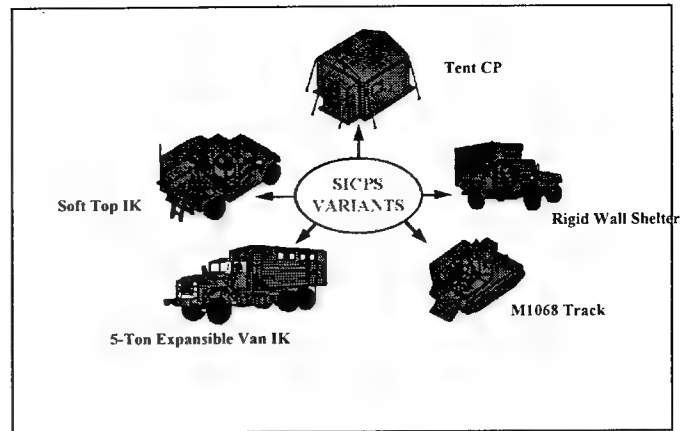 Tent CP
SICPS
VARIANTS
Soft Top IK
Rigid Wall Shelter
M1068 Track
5-Ton Expansible Van IK